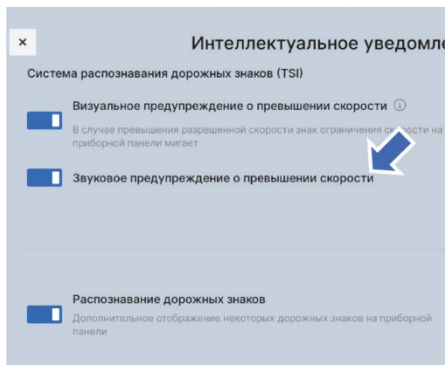 ×
Интеллектуальное уведомле
Система распознавания дорожных знаков (TSI)
Визуальное предупреждение о превышении скорости ⓘ
В случае превышения разрешенной скорости знак ограничения скорости на
приборной панели мигает
Звуковое предупреждение о превышении скорости
Распознавание дорожных знаков
Дополнительное отображение некоторых дорожных знаков на приборной
панели